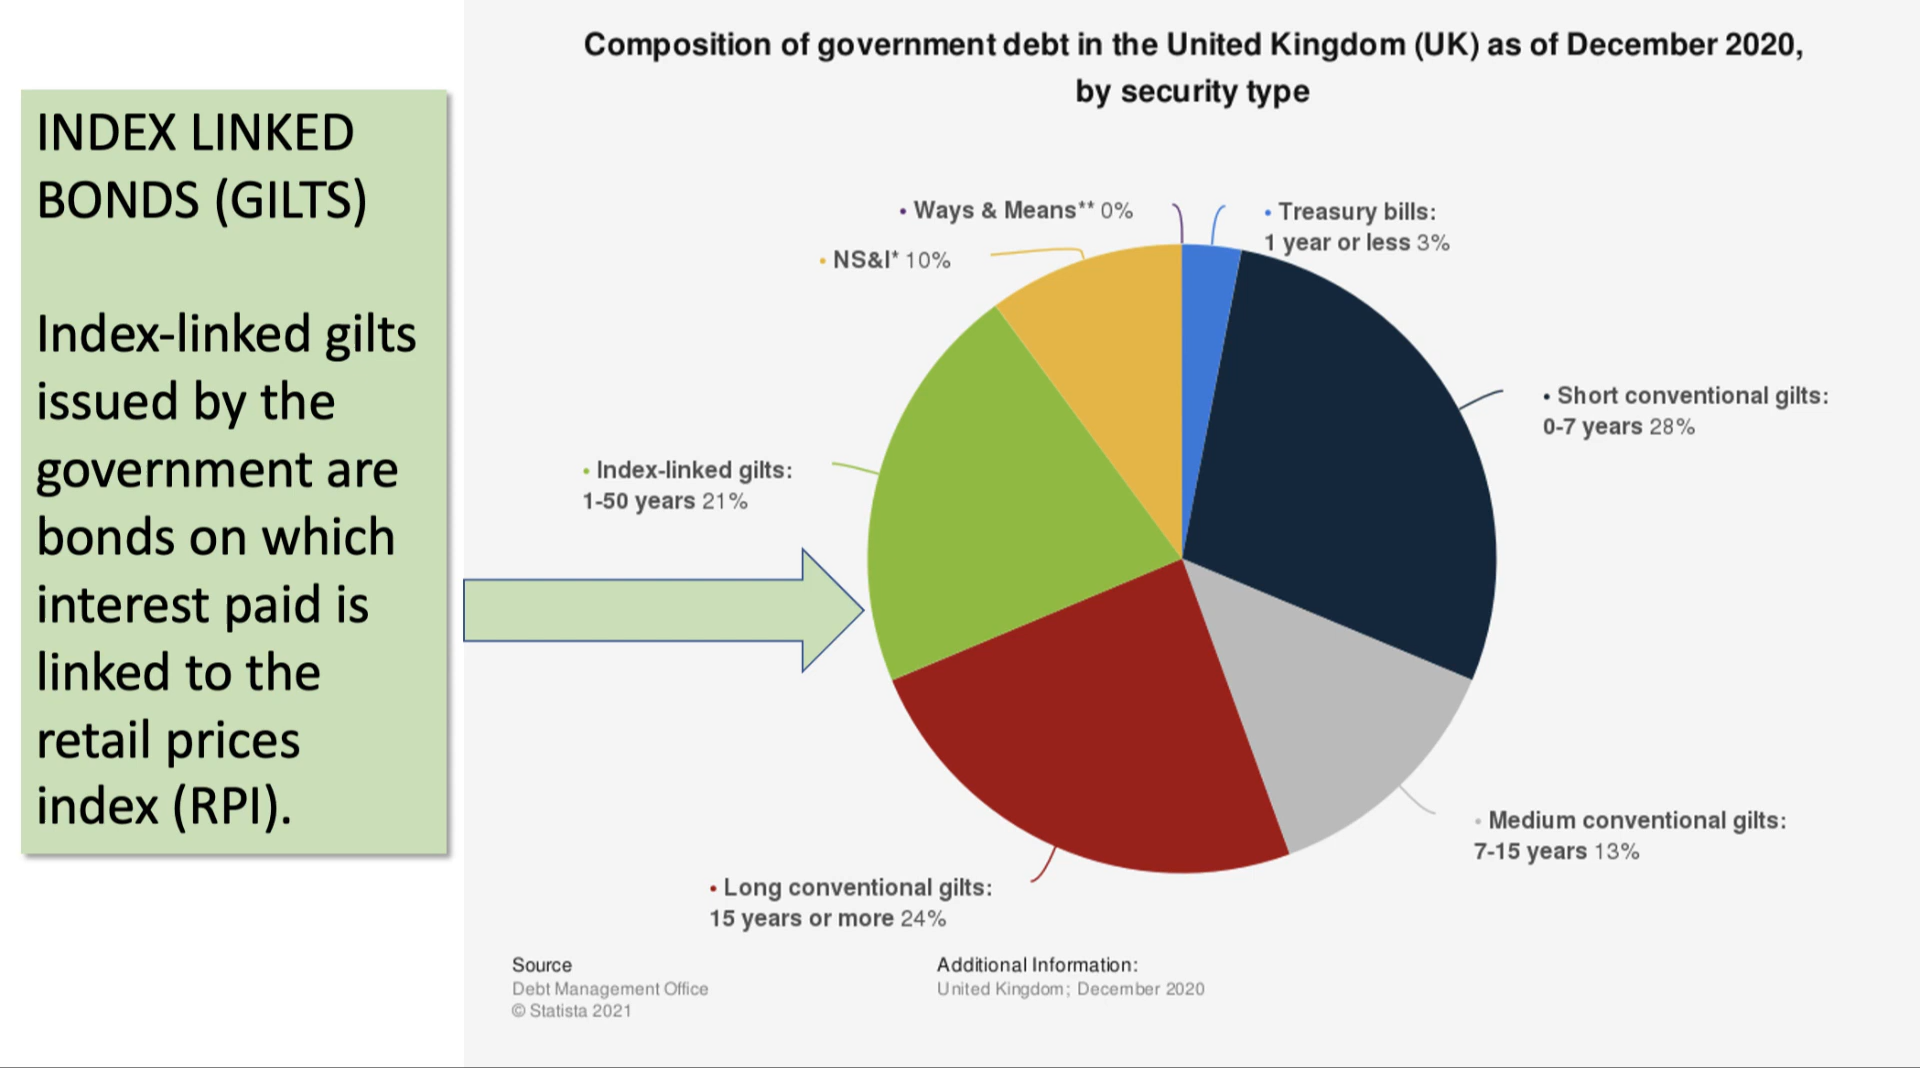 Composition of government debt in the United Kingdom (UK) as of December 2020,
by security type
INDEX LINKED
BONDS (GILTS)
Index-linked gilts
issued by the
government are
bonds on which
interest paid is
linked to the
retail prices
index (RPI).
• Ways & Means** 0%
• Treasury bills:
1 year or less 3%
• NS&I* 10%
• Short conventional gilts:
0-7 years 28%
• Index-linked gilts:
1-50 years 21%
• Medium conventional gilts:
7-15 years 13%
• Long conventional gilts:
15 years or more 24%
Source
Debt Management Office
© Statista 2021
Additional Information:
United Kingdom; December 2020